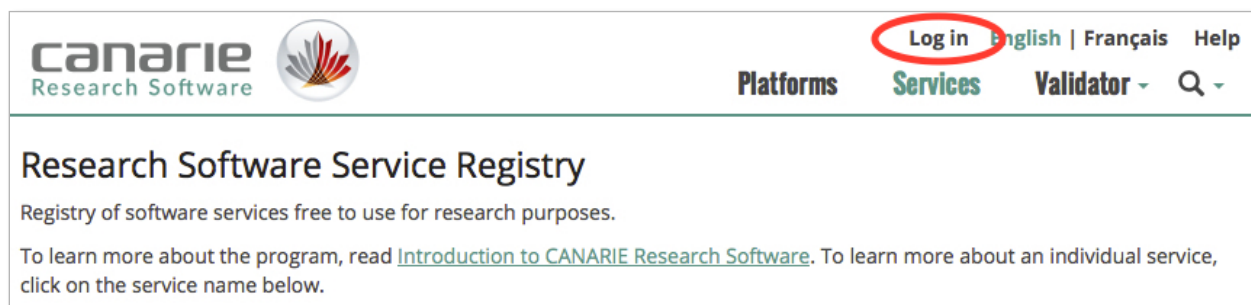 canarie
Research Software
Log in English | Français Help
Platforms Services Validator
Research Software Service Registry
Registry of software services free to use for research purposes.
To learn more about the program, read Introduction to CANARIE Research Software. To learn more about an individual service,
click on the service name below.